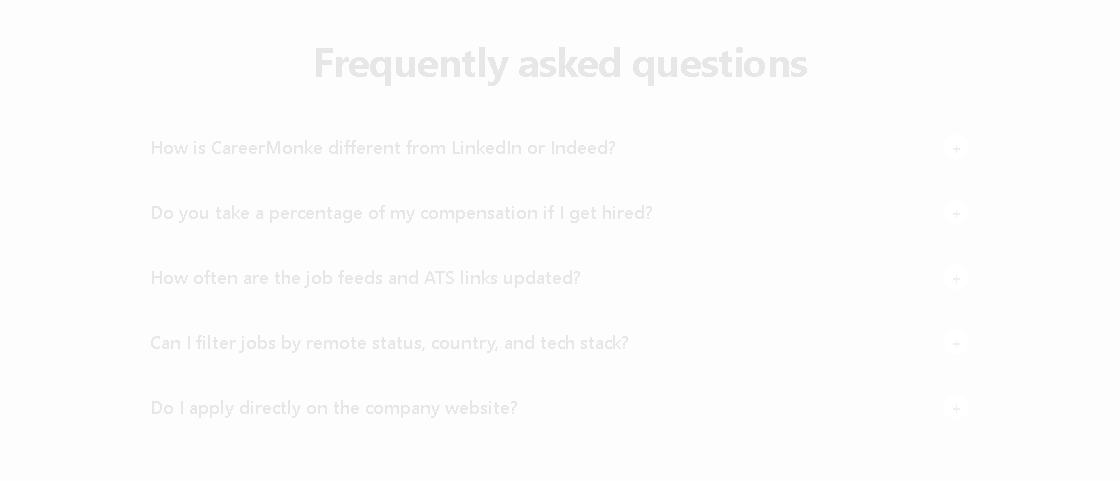 Frequently asked questions
How is CareerMonke different from LinkedIn or Indeed?
+
Do you take a percentage of my compensation if I get hired?
+
How often are the job feeds and ATS links updated?
+
Can I filter jobs by remote status, country, and tech stack?
+
Do I apply directly on the company website?
+